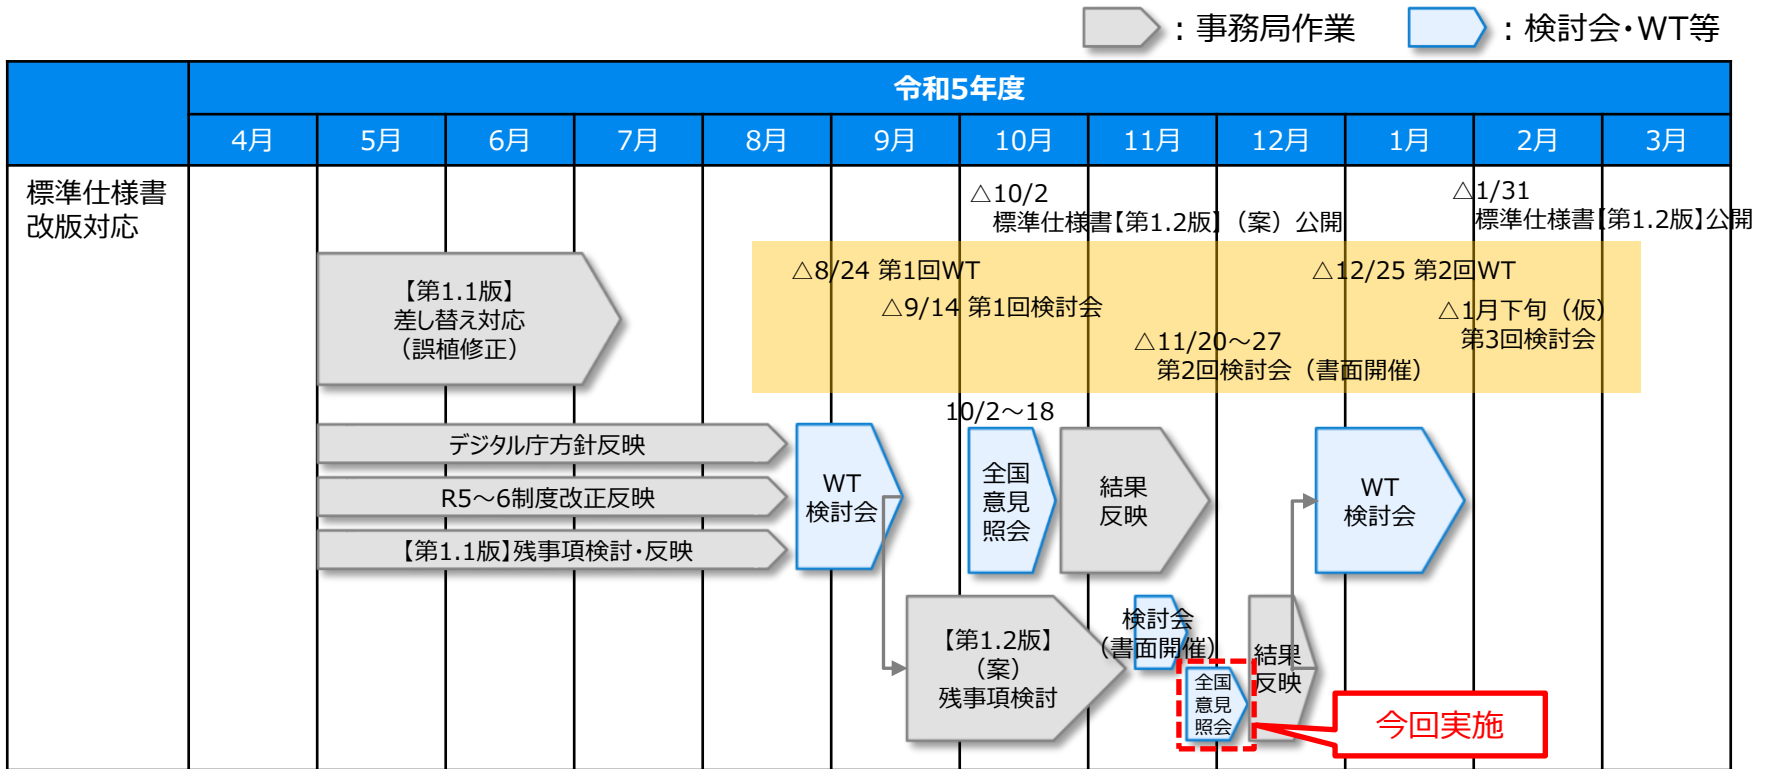 ：事務局作業
：検討会・WT等
令和5年度
4月 5月 6月 7月 8月 9月 10月 11月 12月 1月 2月 3月
標準仕様書
改版対応
△10/2
標準仕様書【第1.2版】（案）公開
△1/31
標準仕様書【第1.2版】公開
△8/24 第1回WT
△9/14 第1回検討会
△11/20～27
第2回検討会（書面開催）
△12/25 第2回WT
△1月下旬（仮）
第3回検討会
【第1.1版】
差し替え対応
（誤植修正）
デジタル庁方針反映
R5～6制度改正反映
【第1.1版】残事項検討・反映
WT
検討会
10/2～18
全国
意見
照会
結果
反映
WT
検討会
【第1.2版】
（案）
残事項検討
検討会
（書面開催）
全国
意見
照会
結果
反映
今回実施